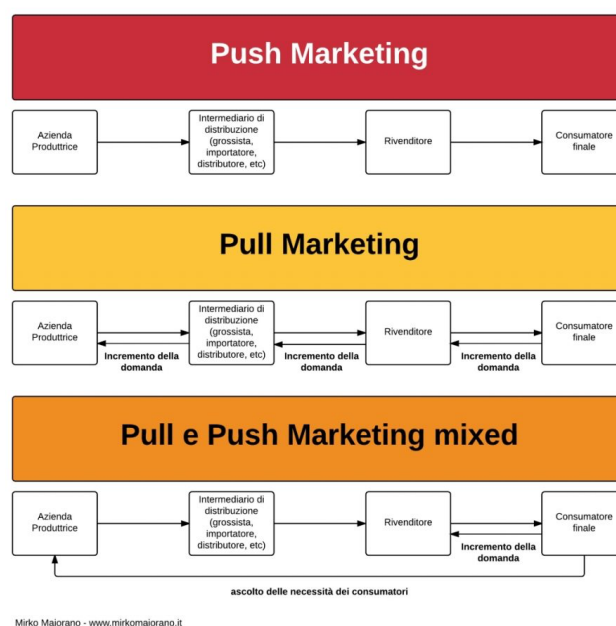 Push Marketing
Azienda
Produttrice
Intermediario di
distribuzione
(grossista,
importatore,
distributore, etc)
Rivenditore
Consumatore
finale
Pull Marketing
Azienda
Produttrice
Intermediario di
distribuzione
(grossista,
importatore,
distributore, etc)
Rivenditore
Consumatore
finale
Incremento della
domanda
Incremento della
domanda
Incremento della
domanda
Pull e Push Marketing mixed
Azienda
Produttrice
Intermediario di
distribuzione
(grossista,
importatore,
distributore, etc)
Rivenditore
Consumatore
finale
Incremento della
domanda
ascolto delle necessità dei consumatori
Mirko Maiorano - www.mirkomaiorano.it